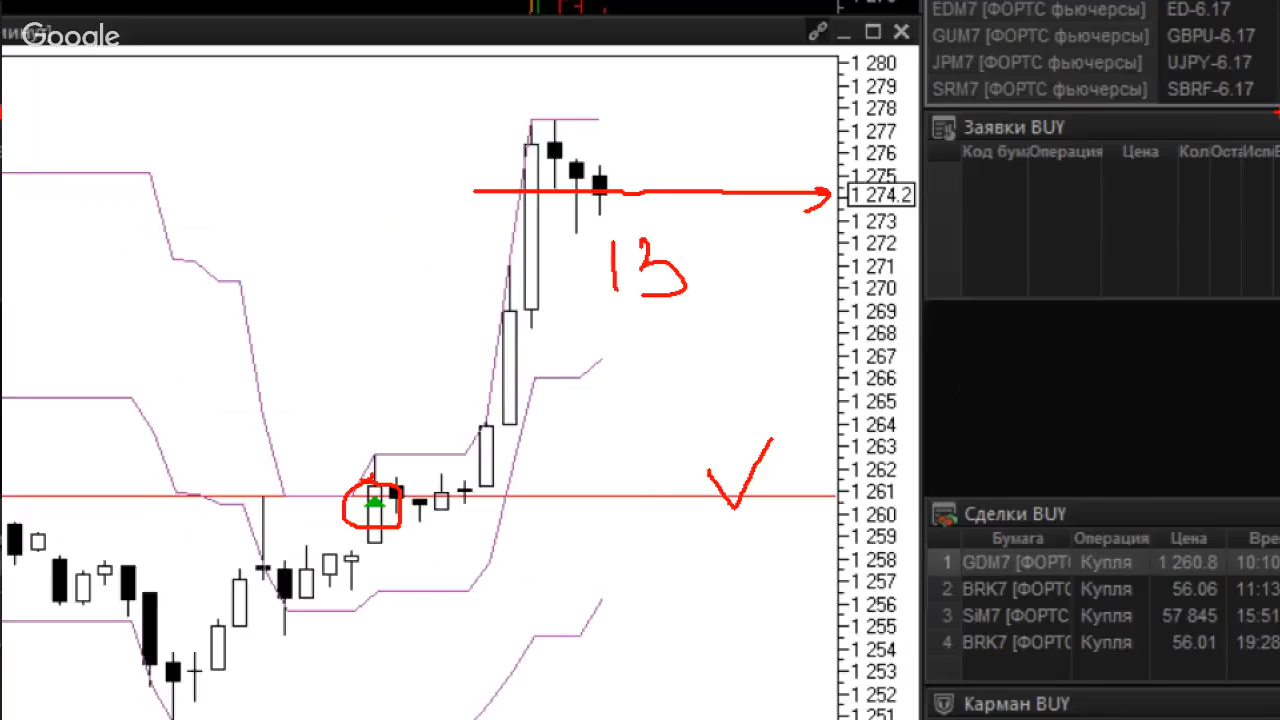 EDM7 [ФОРТС фьючерсы] ED-6.17
Google
GUM7 [ФОРТС фьючерсы] GBPU-6.17
JPM7 [ФОРТС фьючерсы] UJPY-6.17
SRM7 [ФОРТС фьючерсы] SBRF-6.17
1 280
1 279
1 278
1 277
1 276
1 275
1 274.2
1 273
1 272
1 271
1 270
1 269
1 268
1 267
1 266
1 265
1 264
1 263
1 262
1 261
1 260
1 259
1 258
1 257
1 256
1 255
1 254
1 253
1 252
1 251
13
Заявки BUY
Код бума Операция Цена Кол Оста Исп
Сделки BUY
Бумага Операция Цена Врем
1 GDM7 [ФОРТ Купля 1 260.8 10:10
2 BRK7 [ФОРТС Купля 56.06 11:13
3 SiM7 [ФОРТС Купля 57 845 15:51
4 BRK7 [ФОРТС Купля 56.01 19:28
Карман BUY